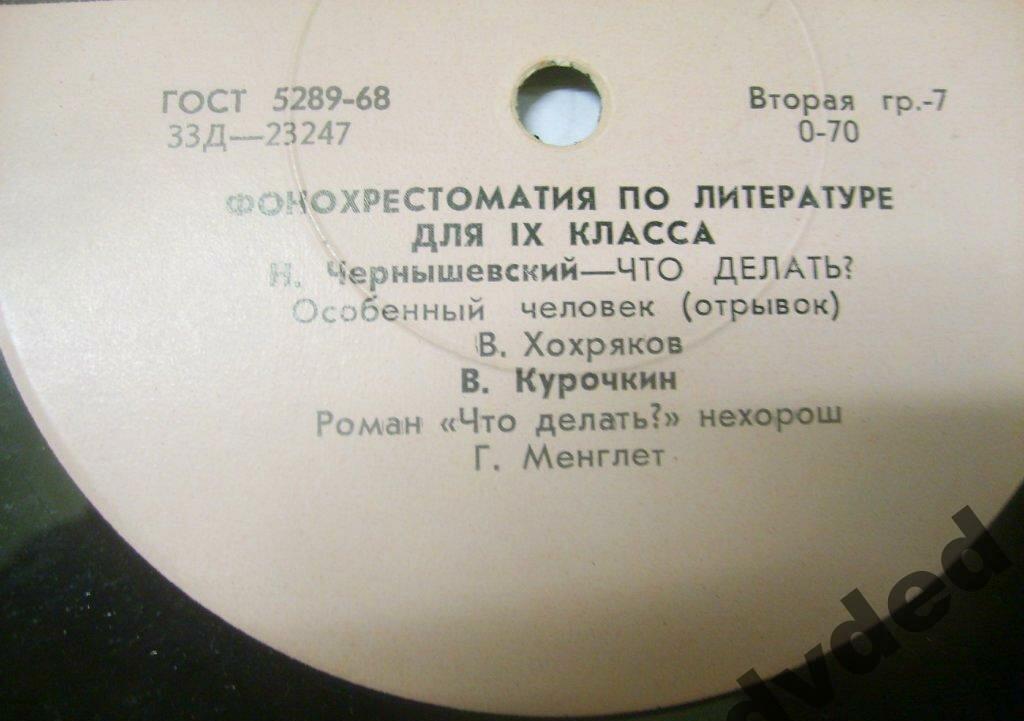 ГОСТ 5289-68
Вторая гр.-7
33Д—23247
0-70
ФОНОХРЕСТОМАТИЯ ПО ЛИТЕРАТУРЕ
ДЛЯ IX КЛАССА
Н. Чернышевский—ЧТО ДЕЛАТЬ?
Особенный человек (отрывок)
В. Хохряков
В. Курочкин
Роман «Что делать?» нехорош
Г. Менглет
dvded